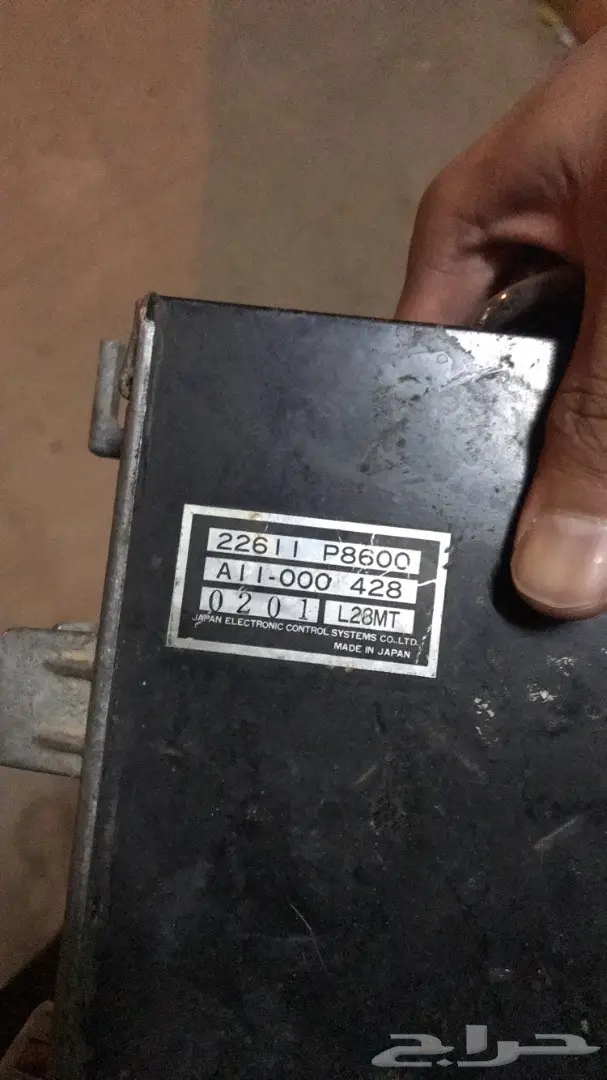 22611 P8600
A11-000 428
0201 L28MT
JAPAN ELECTRONIC CONTROL SYSTEMS CO.,LTD.
MADE IN JAPAN
حراج